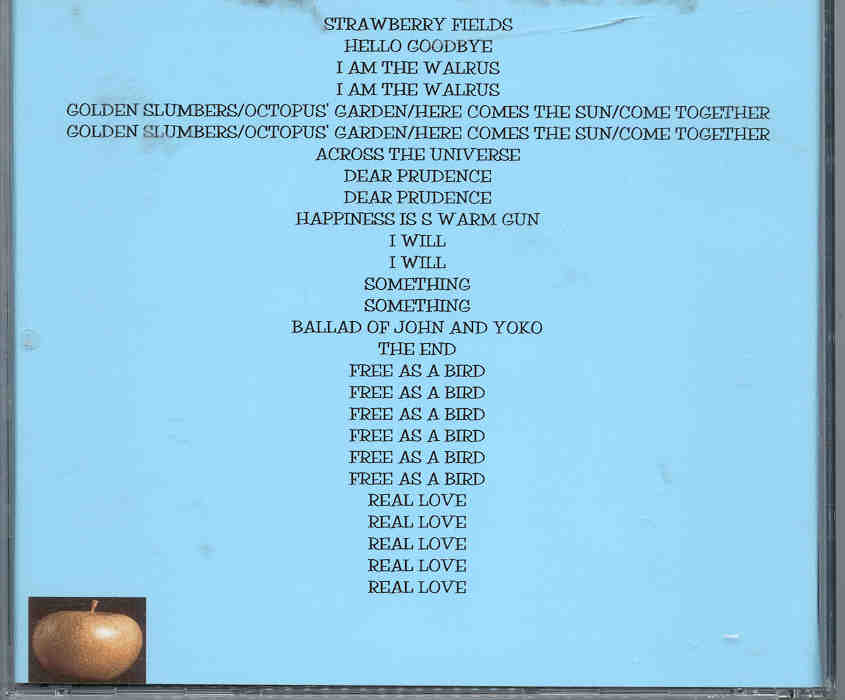 STRAWBERRY FIELDS
HELLO GOODBYE
I AM THE WALRUS
I AM THE WALRUS
GOLDEN SLUMBERS/OCTOPUS' GARDEN/HERE COMES THE SUN/COME TOGETHER
GOLDEN SLUMBERS/OCTOPUS' GARDEN/HERE COMES THE SUN/COME TOGETHER
ACROSS THE UNIVERSE
DEAR PRUDENCE
DEAR PRUDENCE
HAPPINESS IS S WARM GUN
I WILL
I WILL
SOMETHING
SOMETHING
BALLAD OF JOHN AND YOKO
THE END
FREE AS A BIRD
FREE AS A BIRD
FREE AS A BIRD
FREE AS A BIRD
FREE AS A BIRD
FREE AS A BIRD
REAL LOVE
REAL LOVE
REAL LOVE
REAL LOVE
REAL LOVE